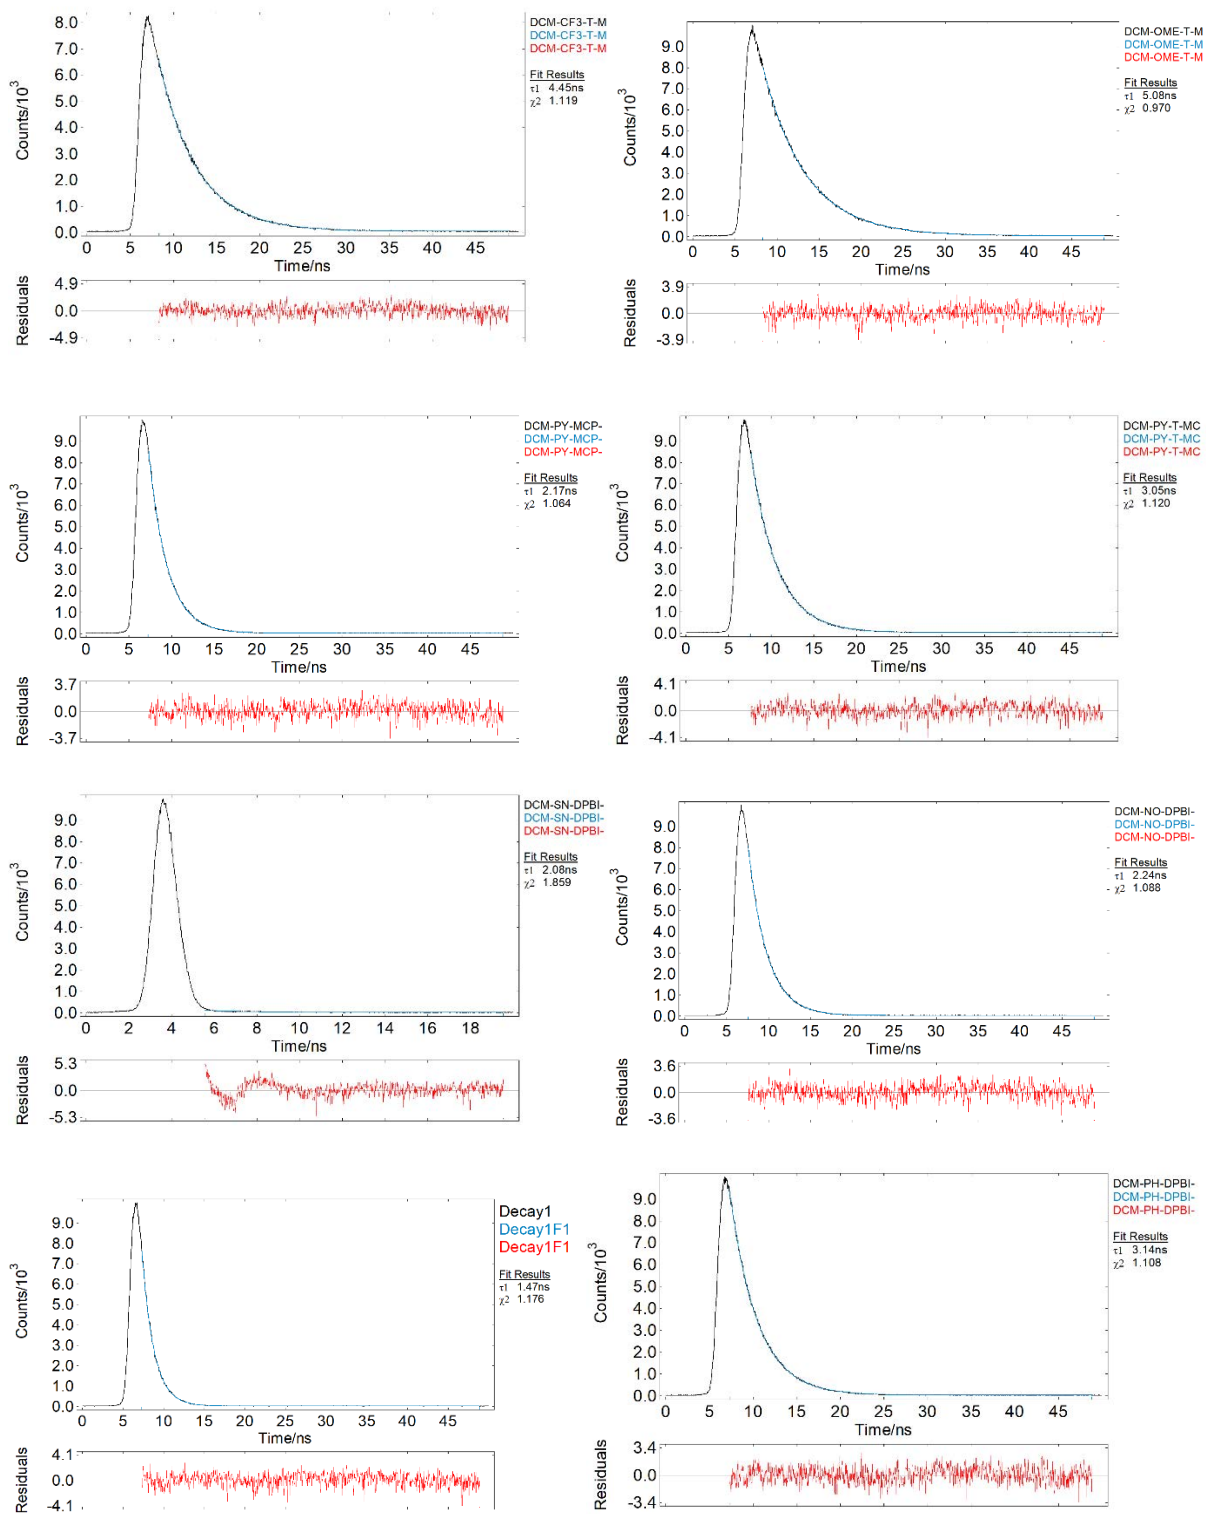 8.0
7.0
6.0
5.0
4.0
3.0
2.0
1.0
0.0
Counts/10³
0 5 10 15 20 25 30 35 40 45
Time/ns
DCM-CF3-T-M
DCM-CF3-T-M
DCM-CF3-T-M
Fit Results
τ1 4.45ns
χ2 1.119
Residuals
4.9
0.0
-4.9
9.0
8.0
7.0
6.0
5.0
4.0
3.0
2.0
1.0
0.0
Counts/10³
0 5 10 15 20 25 30 35 40 45
Time/ns
DCM-OME-T-M
DCM-OME-T-M
DCM-OME-T-M
Fit Results
τ1 5.08ns
χ2 0.970
Residuals
3.9
0.0
-3.9
9.0
8.0
7.0
6.0
5.0
4.0
3.0
2.0
1.0
0.0
Counts/10³
0 5 10 15 20 25 30 35 40 45
Time/ns
DCM-PY-MCP-
DCM-PY-MCP-
DCM-PY-MCP-
Fit Results
τ1 2.17ns
χ2 1.064
Residuals
3.7
0.0
-3.7
9.0
8.0
7.0
6.0
5.0
4.0
3.0
2.0
1.0
0.0
Counts/10³
0 5 10 15 20 25 30 35 40 45
Time/ns
DCM-PY-T-MC
DCM-PY-T-MC
DCM-PY-T-MC
Fit Results
τ1 3.05ns
χ2 1.120
Residuals
4.1
0.0
-4.1
9.0
8.0
7.0
6.0
5.0
4.0
3.0
2.0
1.0
0.0
Counts/10³
0 2 4 6 8 10 12 14 16 18
Time/ns
DCM-SN-DPBI-
DCM-SN-DPBI-
DCM-SN-DPBI-
Fit Results
τ1 2.08ns
χ2 1.859
Residuals
5.3
0.0
-5.3
9.0
8.0
7.0
6.0
5.0
4.0
3.0
2.0
1.0
0.0
Counts/10³
0 5 10 15 20 25 30 35 40 45
Time/ns
DCM-NO-DPBI-
DCM-NO-DPBI-
DCM-NO-DPBI-
Fit Results
τ1 2.24ns
χ2 1.088
Residuals
3.6
0.0
-3.6
9.0
8.0
7.0
6.0
5.0
4.0
3.0
2.0
1.0
0.0
Counts/10³
0 5 10 15 20 25 30 35 40 45
Time/ns
Decay1
Decay1F1
Decay1F1
Fit Results
τ1 1.47ns
χ2 1.176
Residuals
4.1
0.0
-4.1
9.0
8.0
7.0
6.0
5.0
4.0
3.0
2.0
1.0
0.0
Counts/10³
0 5 10 15 20 25 30 35 40 45
Time/ns
DCM-PH-DPBI-
DCM-PH-DPBI-
DCM-PH-DPBI-
Fit Results
τ1 3.14ns
χ2 1.108
Residuals
3.4
0.0
-3.4